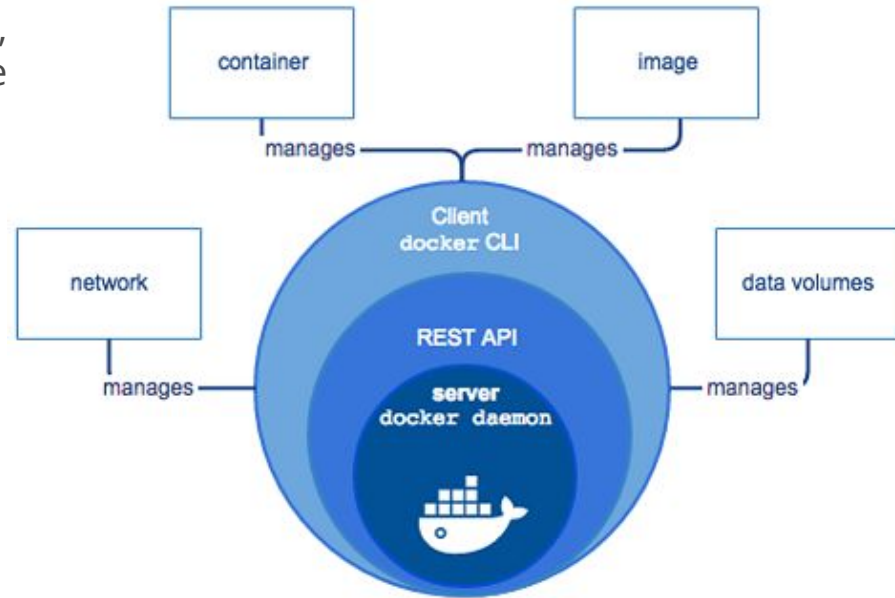 ,
e
container
image
manages
manages
Client
docker CLI
network
data volumes
REST API
manages
server
docker daemon
manages